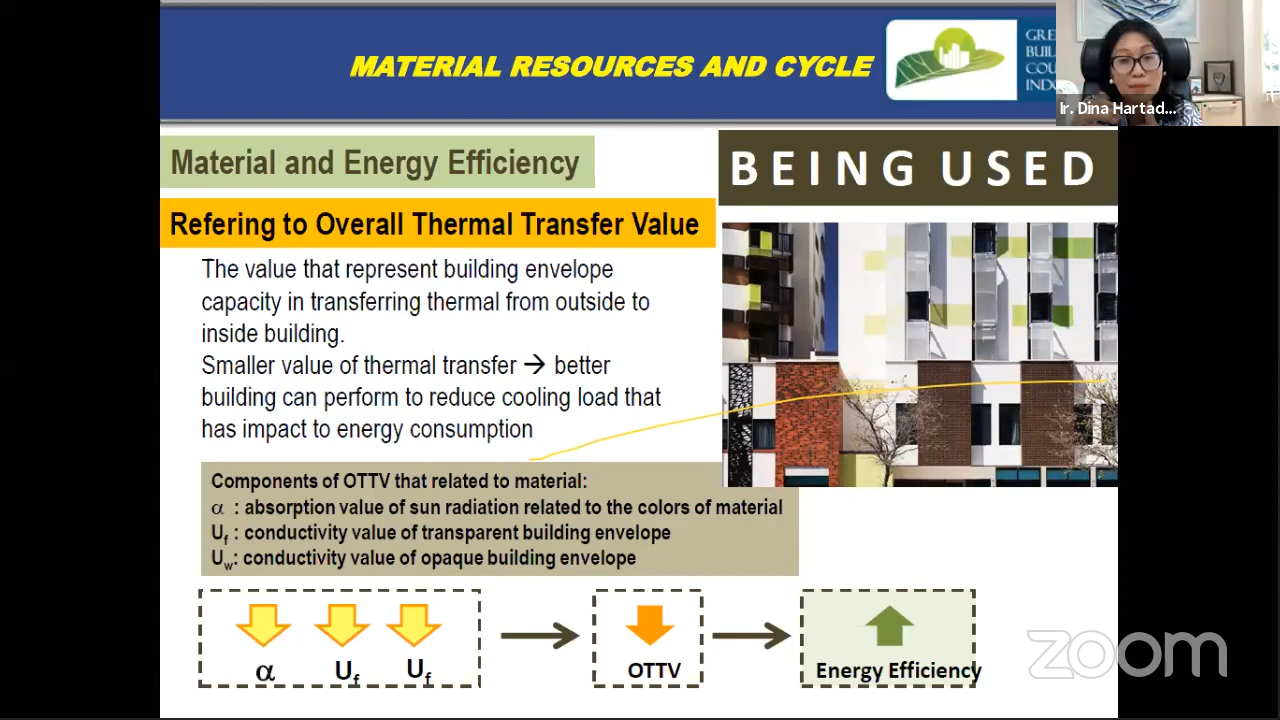 MATERIAL RESOURCES AND CYCLE
GRE
BUIL
COU
INDO
Ir. Dina Hartad...
Material and Energy Efficiency
BEING USED
Refering to Overall Thermal Transfer Value
The value that represent building envelope
capacity in transferring thermal from outside to
inside building.
Smaller value of thermal transfer → better
building can perform to reduce cooling load that
has impact to energy consumption
Components of OTTV that related to material:
α : absorption value of sun radiation related to the colors of material
Uf : conductivity value of transparent building envelope
Uw: conductivity value of opaque building envelope
α Uf Uf
OTTV
Energy Efficiency
zoom